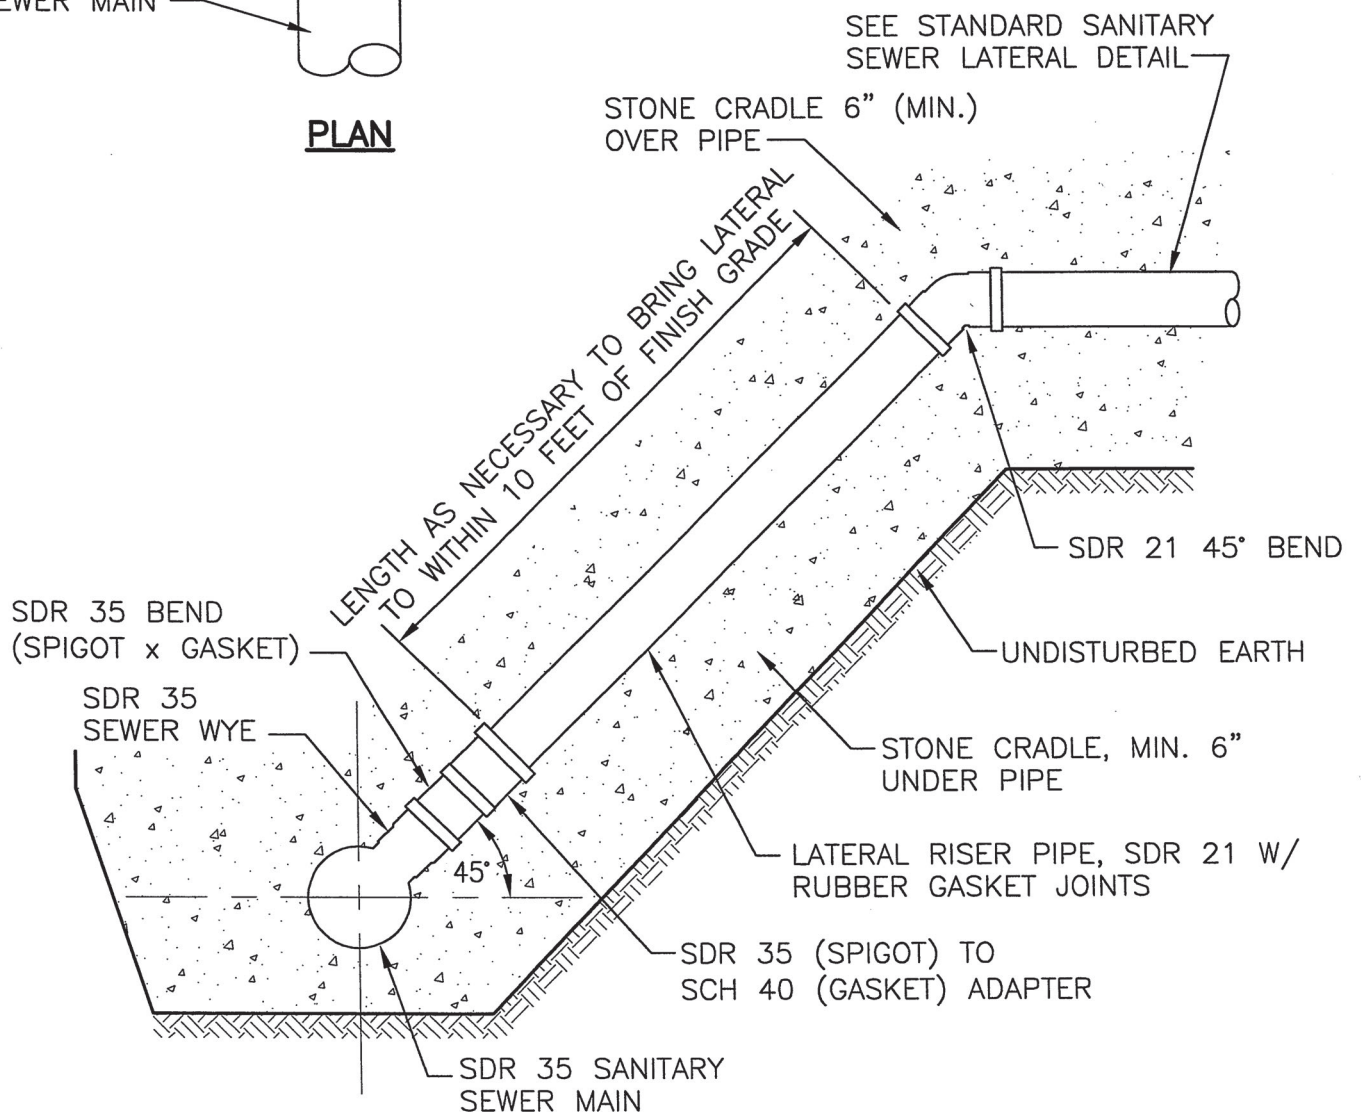 SEWER MAIN
PLAN
SEE STANDARD SANITARY
SEWER LATERAL DETAIL
STONE CRADLE 6” (MIN.)
OVER PIPE
LENGTH AS NECESSARY TO BRING LATERAL
TO WITHIN 10 FEET OF FINISH GRADE
SDR 21 45° BEND
SDR 35 BEND
(SPIGOT x GASKET)
UNDISTURBED EARTH
SDR 35
SEWER WYE
STONE CRADLE, MIN. 6”
UNDER PIPE
45°
LATERAL RISER PIPE, SDR 21 W/
RUBBER GASKET JOINTS
SDR 35 (SPIGOT) TO
SCH 40 (GASKET) ADAPTER
SDR 35 SANITARY
SEWER MAIN